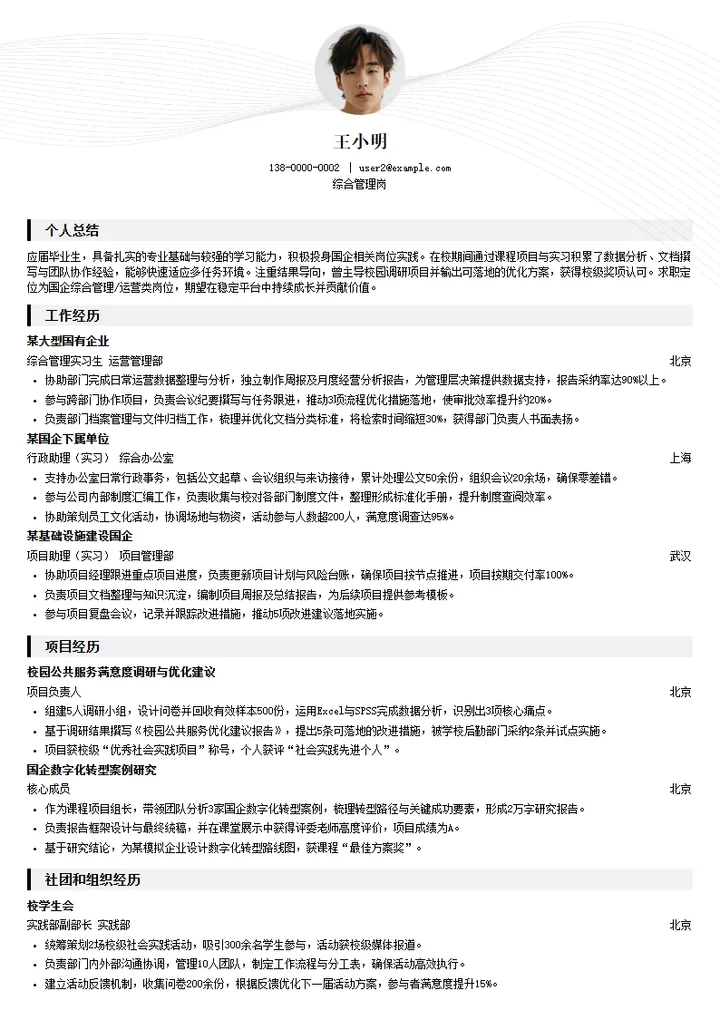 王小明
138-0000-0002 | user2@example.com
综合管理岗
个人总结
应届毕业生，具备扎实的专业基础与较强的学习能力，积极投身国企相关岗位实践。在校期间通过课程项目与实习积累了数据分析、文档撰
写与团队协作经验，能够快速适应多任务环境。注重结果导向，曾主导校园调研项目并输出可落地的优化方案，获得校级奖项认可。求职定
位为国企综合管理/运营类岗位，期望在稳定平台中持续成长并贡献价值。
工作经历
某大型国有企业
综合管理实习生 运营管理部 北京
• 协助部门完成日常运营数据整理与分析，独立制作周报及月度经营分析报告，为管理层决策提供数据支持，报告采纳率达90%以上。
• 参与跨部门协作项目，负责会议纪要撰写与任务跟进，推动3项流程优化措施落地，使审批效率提升约20%。
• 负责部门档案管理与文件归档工作，梳理并优化文档分类标准，将检索时间缩短30%，获得部门负责人书面表扬。
某国企下属单位
行政助理（实习） 综合办公室 上海
• 支持办公室日常行政事务，包括公文起草、会议组织与来访接待，累计处理公文50余份，组织会议20余场，确保零差错。
• 参与公司内部制度汇编工作，负责收集与校对各部门制度文件，整理形成标准化手册，提升制度查阅效率。
• 协助策划员工文化活动，协调场地与物资，活动参与人数超200人，满意度调查达95%。
某基础设施建设国企
项目助理（实习） 项目管理部 武汉
• 协助项目经理跟进重点项目进度，负责更新项目计划与风险台账，确保项目按节点推进，项目按期交付率100%。
• 负责项目文档整理与知识沉淀，编制项目周报及总结报告，为后续项目提供参考模板。
• 参与项目复盘会议，记录并跟踪改进措施，推动5项改进建议落地实施。
项目经历
校园公共服务满意度调研与优化建议
项目负责人 北京
• 组建5人调研小组，设计问卷并回收有效样本500份，运用Excel与SPSS完成数据分析，识别出3项核心痛点。
• 基于调研结果撰写《校园公共服务优化建议报告》，提出5条可落地的改进措施，被学校后勤部门采纳2条并试点实施。
• 项目获校级“优秀社会实践项目”称号，个人获评“社会实践先进个人”。
国企数字化转型案例研究
核心成员 北京
• 作为课程项目组长，带领团队分析3家国企数字化转型案例，梳理转型路径与关键成功要素，形成2万字研究报告。
• 负责报告框架设计与最终统稿，并在课堂展示中获得评委老师高度评价，项目成绩为A。
• 基于研究结论，为某模拟企业设计数字化转型路线图，获课程“最佳方案奖”。
社团和组织经历
校学生会
实践部副部长 实践部 北京
• 统筹策划2场校级社会实践活动，吸引300余名学生参与，活动获校级媒体报道。
• 负责部门内外部沟通协调，管理10人团队，制定工作流程与分工表，确保活动高效执行。
• 建立活动反馈机制，收集问卷200余份，根据反馈优化下一届活动方案，参与者满意度提升15%。